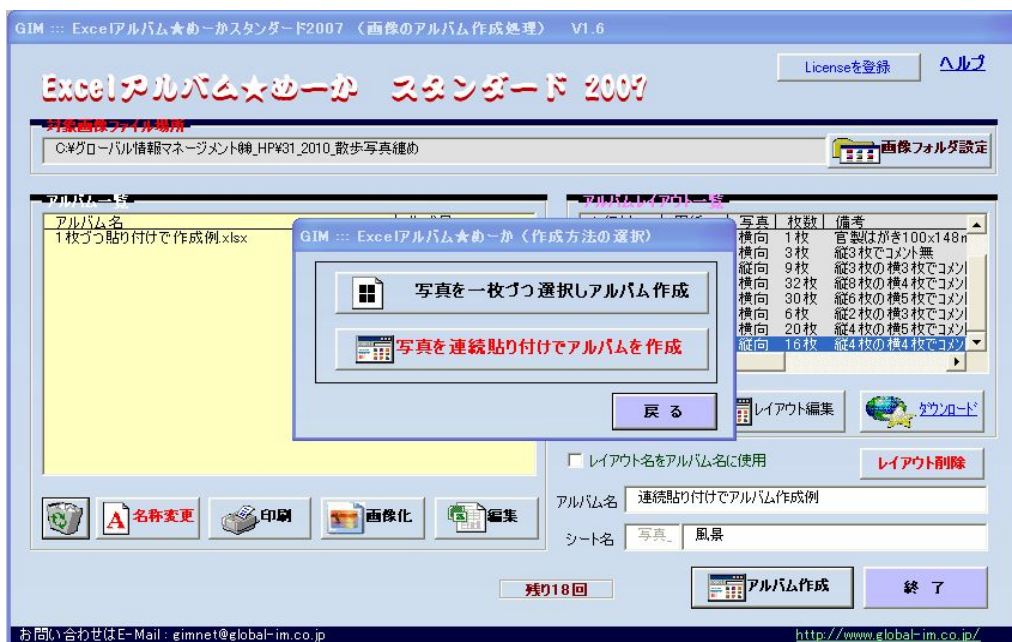 GIM ::: Excelアルバム★めーかスタンダード2007 (画像のアルバム作成処理) V1.6
Excelアルバム★めーか スタンダード 2007
Licenseを登録
ヘルプ
対象画像ファイル場所
C:¥グローバル情報マネージメント㈱_HP¥31_2010_散歩写真纏め
画像フォルダ設定
アルバム一覧
アルバム名
1枚づつ貼り付けで作成例.xlsx
アルバムレイアウト一覧
写真 枚数 備考
横向 1枚 官製はがき100x148m
横向 3枚 縦3枚でコメント無
縦向 9枚 縦3枚の横3枚でコメン
横向 32枚 縦8枚の横4枚でコメン
横向 30枚 縦6枚の横5枚でコメン
横向 6枚 縦2枚の横3枚でコメン
横向 20枚 縦4枚の横5枚でコメン
縦向 16枚 縦4枚の横4枚でコメン
GIM ::: Excelアルバム★めーか (作成方法の選択)
写真を一枚づつ選択しアルバム作成
写真を連続貼り付けでアルバムを作成
戻る
レイアウト編集
ダウンロード
レイアウト名をアルバム名に使用
レイアウト削除
名称変更
印刷
画像化
編集
アルバム名 連続貼り付けでアルバム作成例
シート名 写真_ 風景
残り18回
アルバム作成
終 了
お問い合わせはE-Mail : gimnet@global-im.co.jp
http://www.global-im.co.jp/